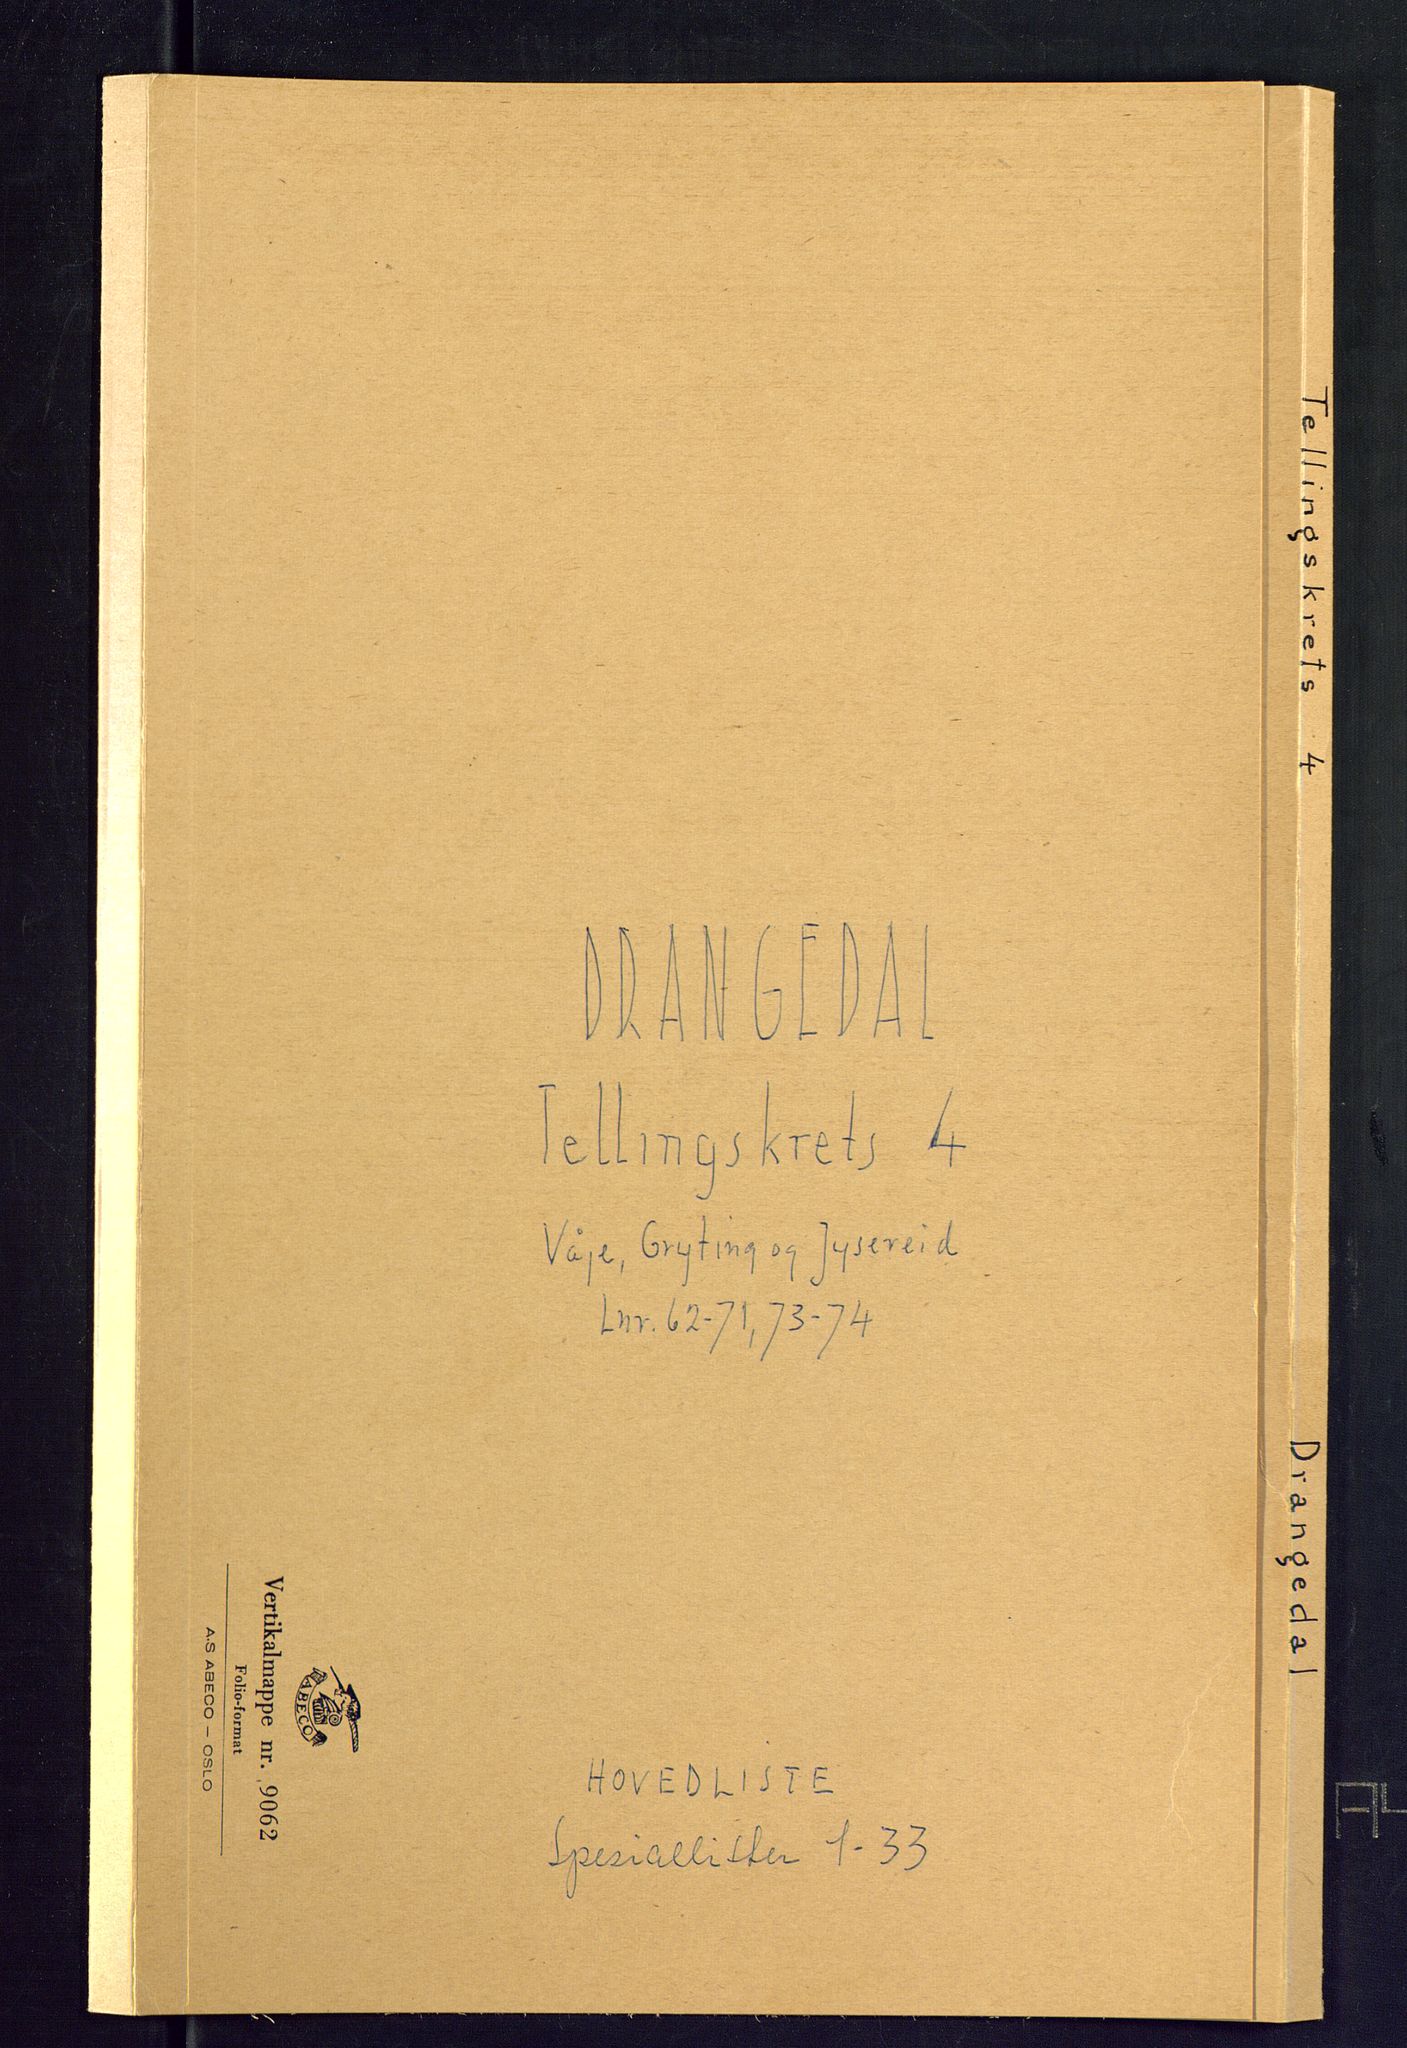 DRANGEDAL
Tellingskrets 4
Våje, Gryting og Jysereid
Lnr. 62-71, 73-74
HOVEDLISTE
Spesiallister 1-33
Tellingskrets 4
Drangedal
ABECO
Vertikalmappe nr. 9062
Folio-format
A.S ABECO – OSLO